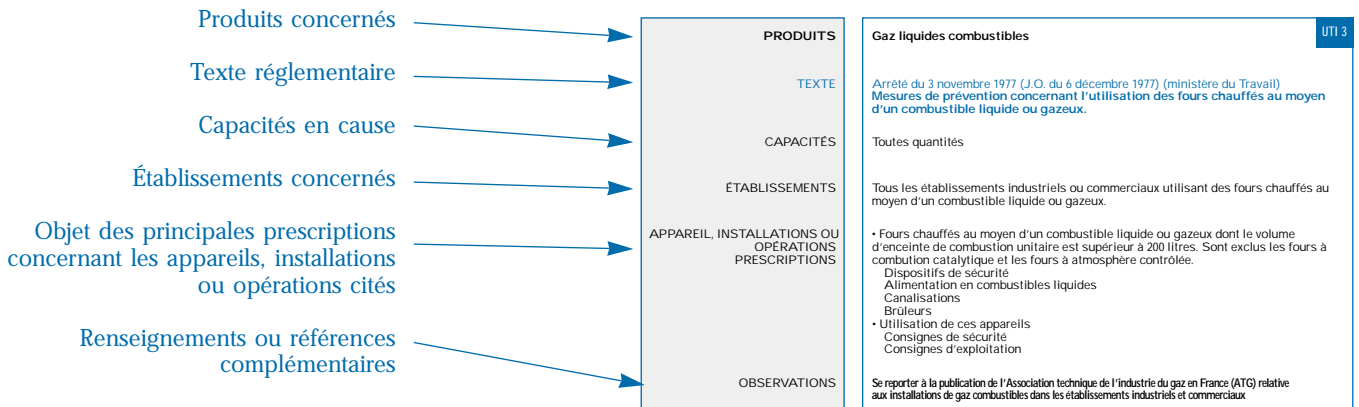 Produits concernés
PRODUITS
Gaz liquides combustibles
UTI 3
Texte réglementaire
TEXTE
Arrêté du 3 novembre 1977 (J.O. du 6 décembre 1977) (ministère du Travail)
Mesures de prévention concernant l'utilisation des fours chauffés au moyen
d'un combustible liquide ou gazeux.
Capacités en cause
CAPACITÉS
Toutes quantités
Établissements concernés
ÉTABLISSEMENTS
Tous les établissements industriels ou commerciaux utilisant des fours chauffés au
moyen d'un combustible liquide ou gazeux.
Objet des principales prescriptions
concernant les appareils, installations
ou opérations cités
APPAREIL, INSTALLATIONS OU
OPÉRATIONS
PRESCRIPTIONS
• Fours chauffés au moyen d'un combustible liquide ou gazeux dont le volume
d'enceinte de combustion unitaire est supérieur à 200 litres. Sont exclus les fours à
combution catalytique et les fours à atmosphère contrôlée.
Dispositifs de sécurité
Alimentation en combustibles liquides
Canalisations
Brûleurs
• Utilisation de ces appareils
Consignes de sécurité
Consignes d'exploitation
Renseignements ou références
complémentaires
OBSERVATIONS
Se reporter à la publication de l'Association technique de l'industrie du gaz en France (ATG) relative
aux installations de gaz combustibles dans les établissements industriels et commerciaux